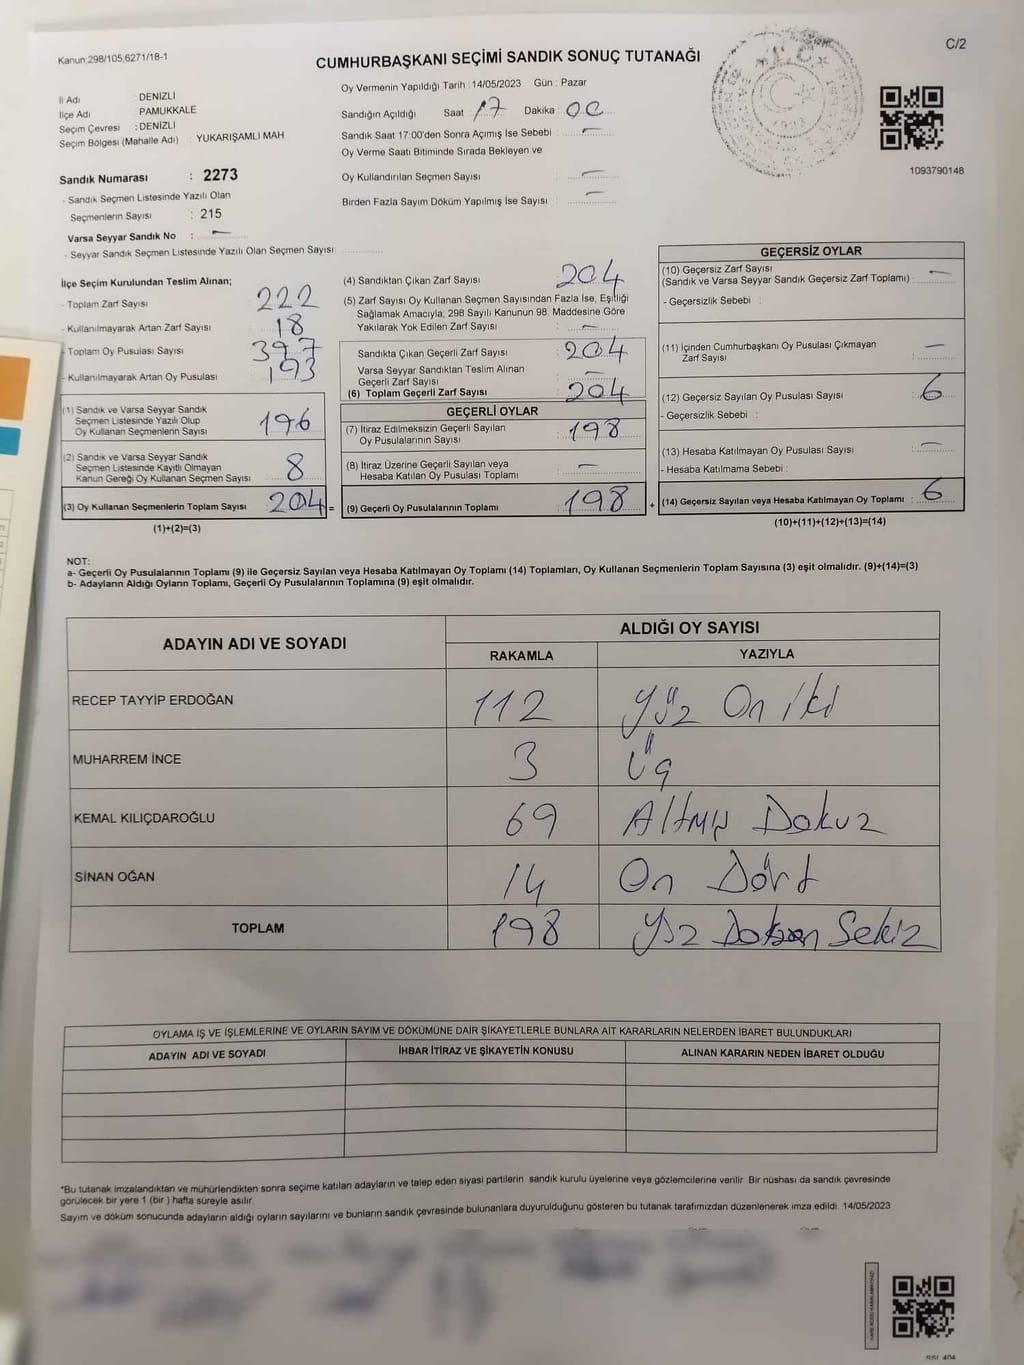 Kanun:298/105,6271/18-1
C/2
CUMHURBAŞKANI SEÇİMİ SANDIK SONUÇ TUTANAĞI
Oy Vermenin Yapıldığı Tarih :14/05/2023 Gün : Pazar
İl Adı : DENİZLİ
İlçe Adı : PAMUKKALE
Seçim Çevresi : DENİZLİ
Seçim Bölgesi (Mahalle Adı) : YUKARIŞAMLI MAH
Sandık Numarası : 2273
- Sandık Seçmen Listesinde Yazılı Olan
Seçmenlerin Sayısı : 215
Varsa Seyyar Sandık No : —
- Seyyar Sandık Seçmen Listesinde Yazılı Olan Seçmen Sayısı:
Sandığın Açıldığı Saat 17 Dakika : 00
Sandık Saat 17:00'den Sonra Açımış İse Sebebi : —
Oy Verme Saati Bitiminde Sırada Bekleyen ve
Oy Kullandırılan Seçmen Sayısı : —
Birden Fazla Sayım Döküm Yapılmış İse Sayısı : —
1093790148
İlçe Seçim Kurulundan Teslim Alınan;
- Toplam Zarf Sayısı : 222
- Kullanılmayarak Artan Zarf Sayısı : 18
- Toplam Oy Pusulası Sayısı : 397
- Kullanılmayarak Artan Oy Pusulası : 193
(1) Sandık ve Varsa Seyyar Sandık
Seçmen Listesinde Yazılı Olup
Oy Kullanan Seçmenlerin Sayısı : 196
(2) Sandık ve Varsa Seyyar Sandık
Seçmen Listesinde Kayıtlı Olmayan
Kanun Gereği Oy Kullanan Seçmen Sayısı : 8
(3) Oy Kullanan Seçmenlerin Toplam Sayısı : 204 =
(1)+(2)=(3)
(4) Sandıktan Çıkan Zarf Sayısı : 204
(5) Zarf Sayısı Oy Kullanan Seçmen Sayısından Fazla İse, Eşitliği
Sağlamak Amacıyla; 298 Sayılı Kanunun 98. Maddesine Göre
Yakılarak Yok Edilen Zarf Sayısı : —
Sandıkta Çıkan Geçerli Zarf Sayısı : 204
Varsa Seyyar Sandıktan Teslim Alınan
Geçerli Zarf Sayısı : —
(6) Toplam Geçerli Zarf Sayısı : 204
GEÇERLİ OYLAR
(7) İtiraz Edilmeksizin Geçerli Sayılan
Oy Pusulalarının Sayısı : 198
(8) İtiraz Üzerine Geçerli Sayılan veya
Hesaba Katılan Oy Pusulası Toplamı : —
(9) Geçerli Oy Pusulalarının Toplamı : 198 +
GEÇERSİZ OYLAR
(10) Geçersiz Zarf Sayısı
(Sandık ve Varsa Seyyar Sandık Geçersiz Zarf Toplamı) : —
- Geçersizlik Sebebi :
(11) İçinden Cumhurbaşkanı Oy Pusulası Çıkmayan
Zarf Sayısı : —
(12) Geçersiz Sayılan Oy Pusulası Sayısı : 6
- Geçersizlik Sebebi :
(13) Hesaba Katılmayan Oy Pusulası Sayısı : —
- Hesaba Katılmama Sebebi :
(14) Geçersiz Sayılan veya Hesaba Katılmayan Oy Toplamı : 6
(10)+(11)+(12)+(13)=(14)
NOT:
a- Geçerli Oy Pusulalarının Toplamı (9) ile Geçersiz Sayılan veya Hesaba Katılmayan Oy Toplamı (14) Toplamları, Oy Kullanan Seçmenlerin Toplam Sayısına (3) eşit olmalıdır. (9)+(14)=(3)
b- Adayların Aldığı Oyların Toplamı, Geçerli Oy Pusulalarının Toplamına (9) eşit olmalıdır.
ADAYIN ADI VE SOYADI ALDIĞI OY SAYISI
RAKAMLA YAZIYLA
RECEP TAYYİP ERDOĞAN 112 Yüz On İki
MUHARREM İNCE 3 Üç
KEMAL KILIÇDAROĞLU 69 Altmış Dokuz
SİNAN OĞAN 14 On Dört
TOPLAM 198 Yüz Doksan Sekiz
OYLAMA İŞ VE İŞLEMLERİNE VE OYLARIN SAYIM VE DÖKÜMÜNE DAİR ŞİKAYETLERLE BUNLARA AİT KARARLARIN NELERDEN İBARET BULUNDUKLARI
ADAYIN ADI VE SOYADI İHBAR İTİRAZ VE ŞİKAYETİN KONUSU ALINAN KARARIN NEDEN İBARET OLDUĞU
*Bu tutanak imzalandıktan ve mühürlendikten sonra seçime katılan adayların ve talep eden siyasi partilerin sandık kurulu üyelerine veya gözlemcilerine verilir. Bir nüshası da sandık çevresinde
görülecek bir yere 1 (bir ) hafta süreyle asılır.
Sayım ve döküm sonucunda adayların aldığı oyların sayılarını ve bunların sandık çevresinde bulunanlara duyurulduğunu gösteren bu tutanak tarafımızdan düzenlenerek imza edildi. 14/05/2023